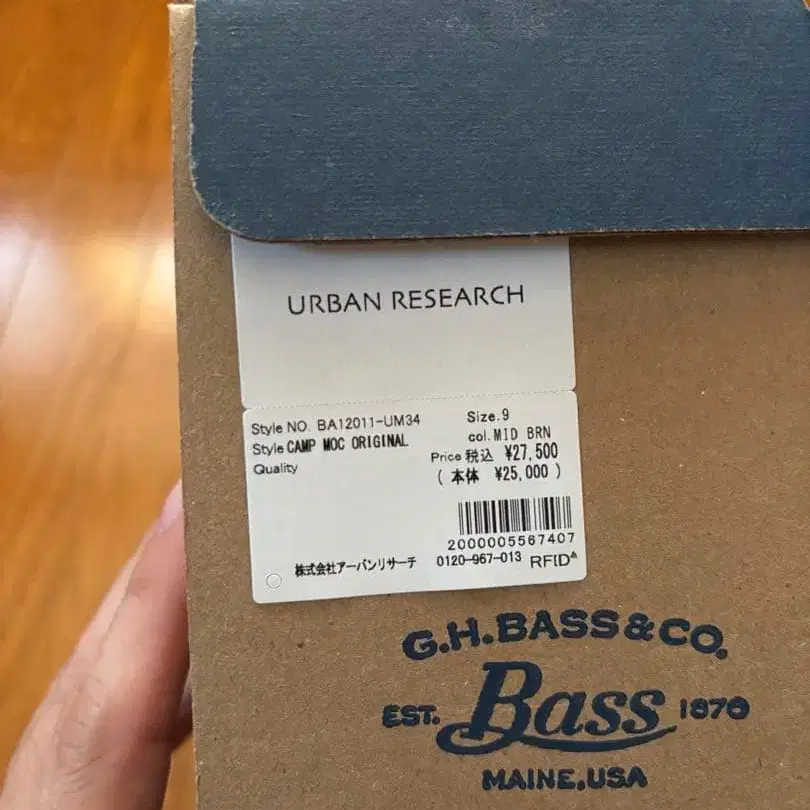 URBAN RESEARCH
Style NO. BA12011-UM34 Size.9
Style CAMP MOC ORIGINAL col.MID BRN
Quality Price 税込 ¥27,500
( 本体 ¥25,000 )
2000005567407
株式会社アーバンリサーチ 0120-967-013 RFID
G.H.BASS&CO.
EST. Bass 1876
MAINE,USA